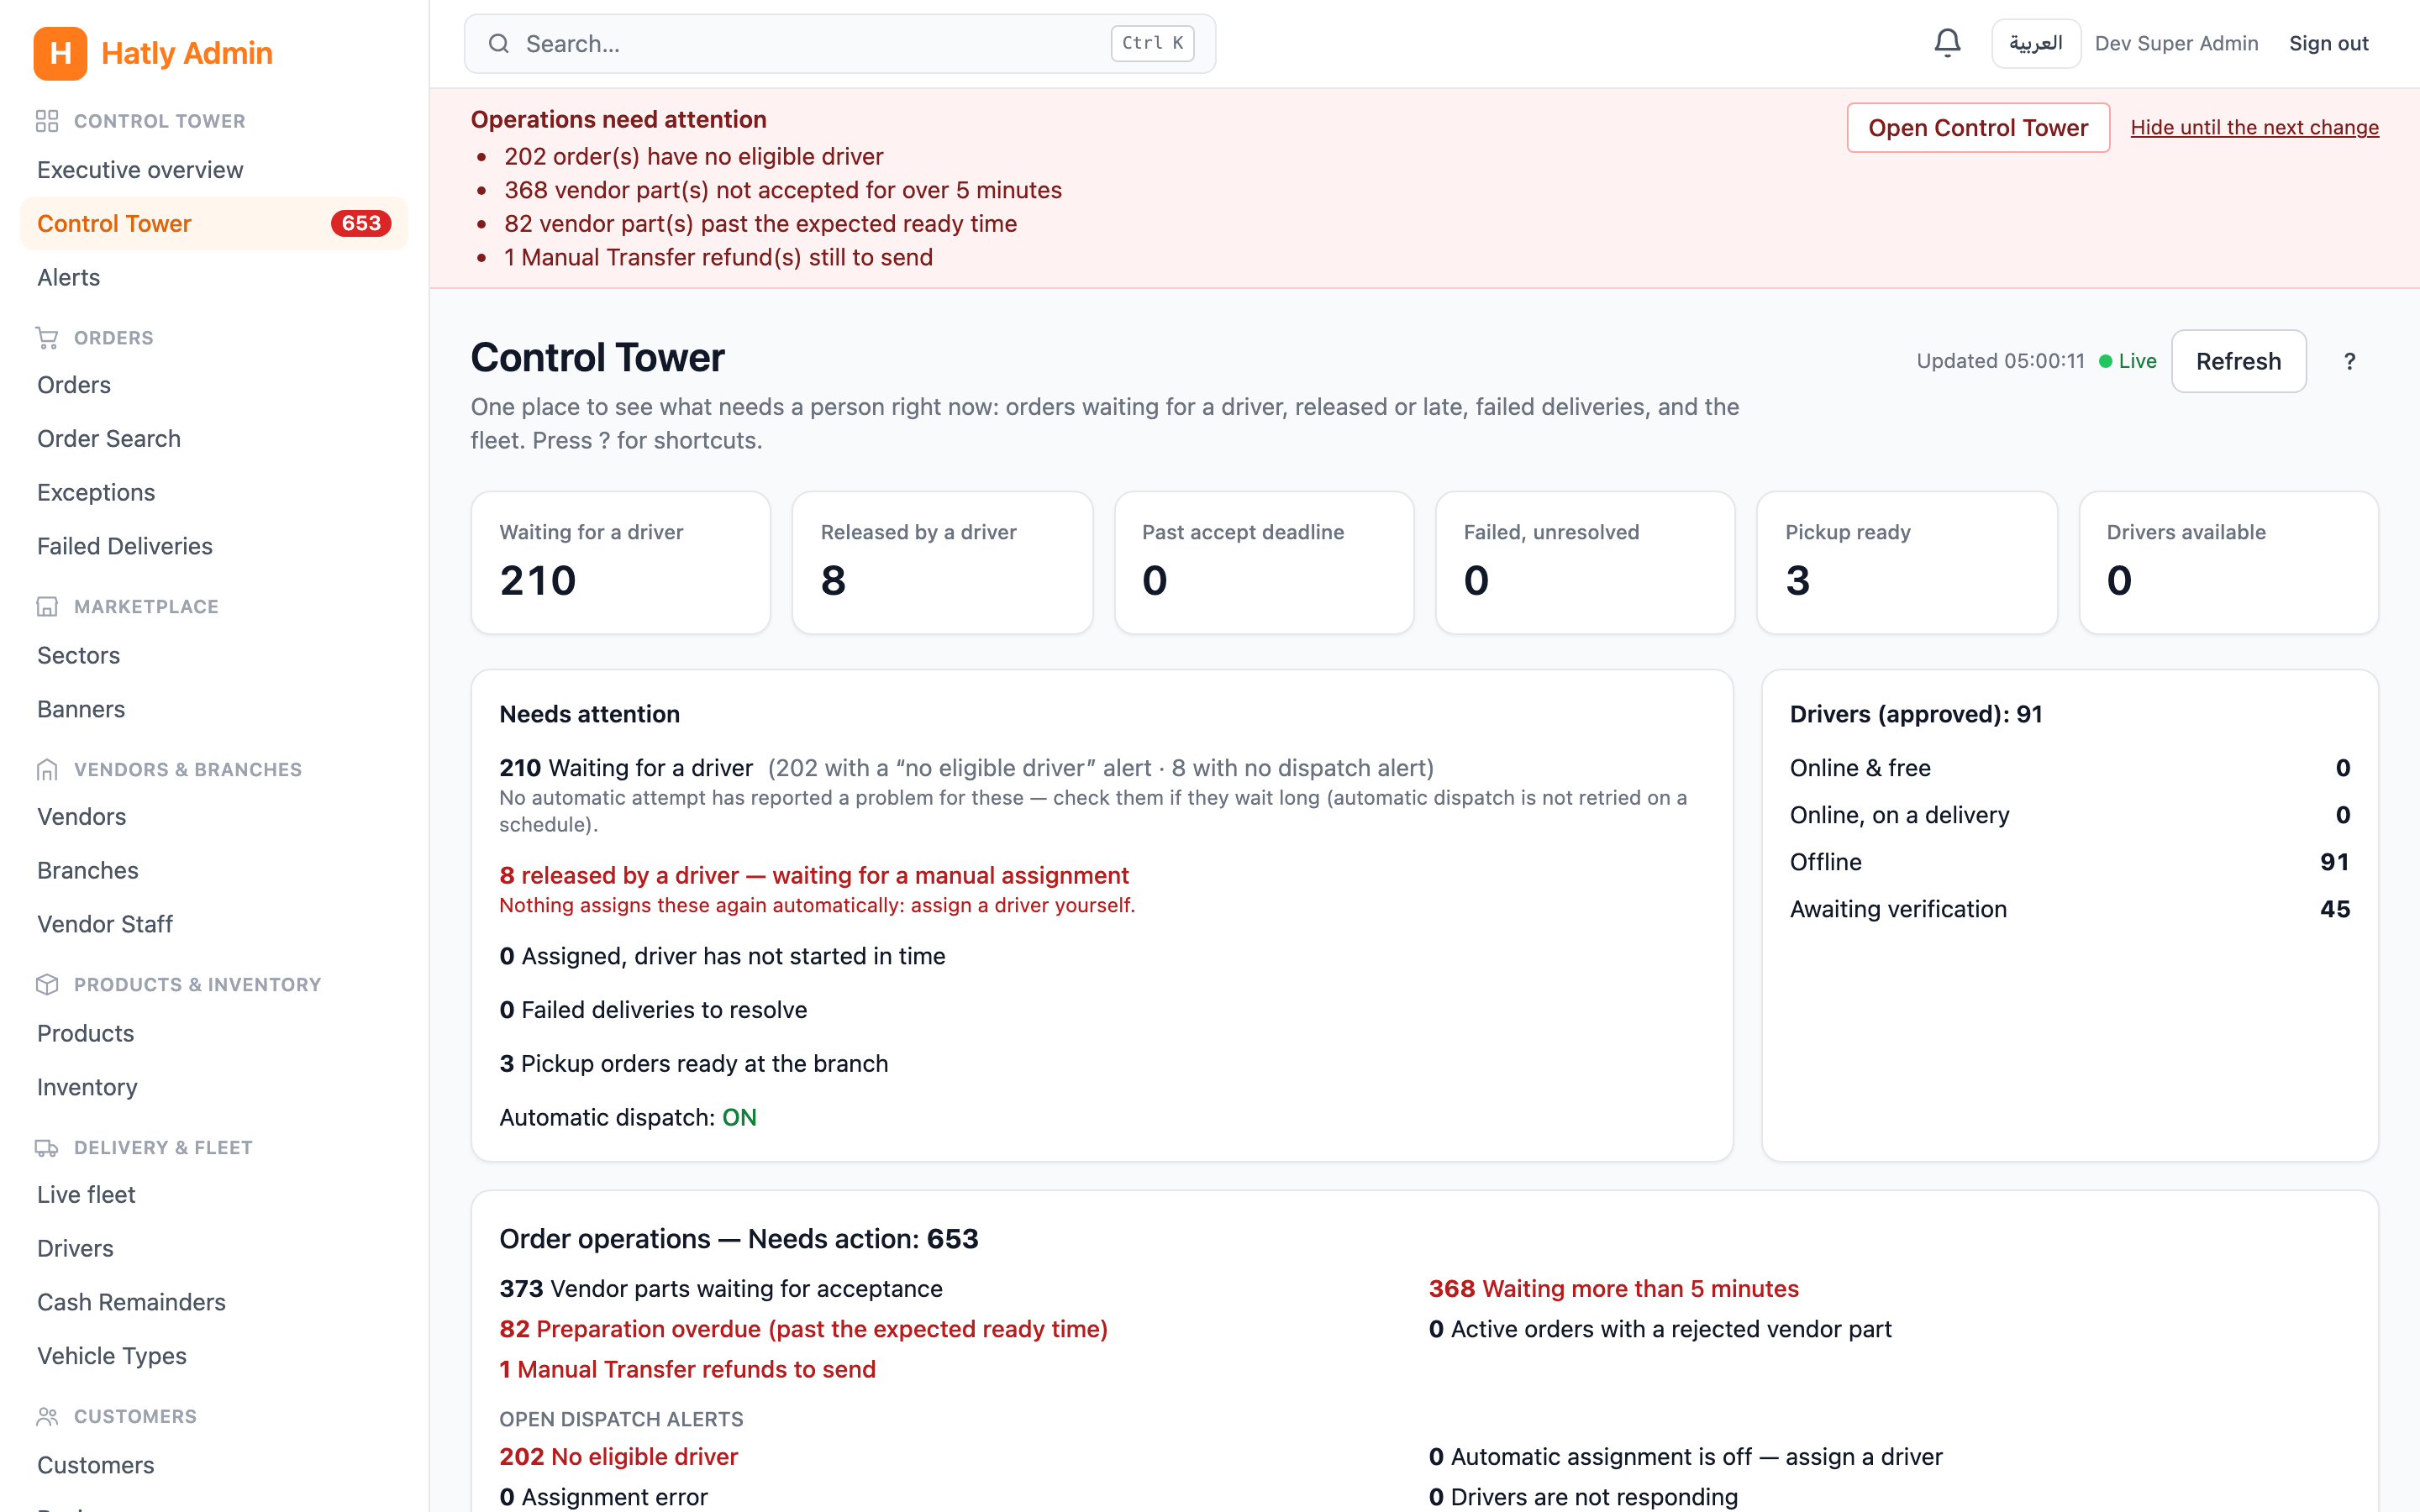 H Hatly Admin
CONTROL TOWER
Executive overview
Control Tower 653
Alerts
ORDERS
Orders
Order Search
Exceptions
Failed Deliveries
MARKETPLACE
Sectors
Banners
VENDORS & BRANCHES
Vendors
Branches
Vendor Staff
PRODUCTS & INVENTORY
Products
Inventory
DELIVERY & FLEET
Live fleet
Drivers
Cash Remainders
Vehicle Types
CUSTOMERS
Customers
Search... Ctrl K
العربية Dev Super Admin Sign out
Operations need attention
• 202 order(s) have no eligible driver
• 368 vendor part(s) not accepted for over 5 minutes
• 82 vendor part(s) past the expected ready time
• 1 Manual Transfer refund(s) still to send
Open Control Tower Hide until the next change
Control Tower
Updated 05:00:11 Live Refresh ?
One place to see what needs a person right now: orders waiting for a driver, released or late, failed deliveries, and the
fleet. Press ? for shortcuts.
Waiting for a driver
210
Released by a driver
8
Past accept deadline
0
Failed, unresolved
0
Pickup ready
3
Drivers available
0
Needs attention
210 Waiting for a driver (202 with a “no eligible driver” alert · 8 with no dispatch alert)
No automatic attempt has reported a problem for these — check them if they wait long (automatic dispatch is not retried on a
schedule).
8 released by a driver — waiting for a manual assignment
Nothing assigns these again automatically: assign a driver yourself.
0 Assigned, driver has not started in time
0 Failed deliveries to resolve
3 Pickup orders ready at the branch
Automatic dispatch: ON
Drivers (approved): 91
Online & free 0
Online, on a delivery 0
Offline 91
Awaiting verification 45
Order operations — Needs action: 653
373 Vendor parts waiting for acceptance
368 Waiting more than 5 minutes
82 Preparation overdue (past the expected ready time)
0 Active orders with a rejected vendor part
1 Manual Transfer refunds to send
OPEN DISPATCH ALERTS
202 No eligible driver
0 Automatic assignment is off — assign a driver
0 Assignment error
0 Drivers are not responding